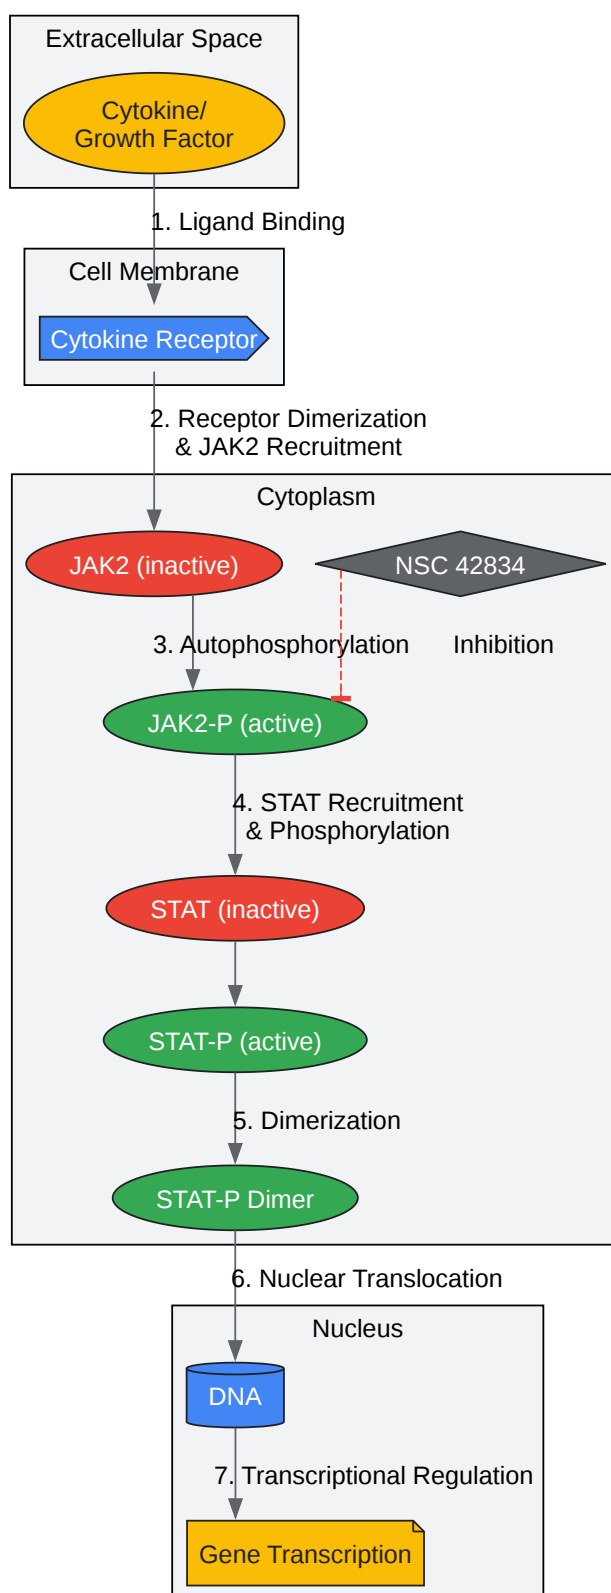 Extracellular Space
Cytokine/
Growth Factor
1. Ligand Binding
Cell Membrane
Cytokine Receptor
2. Receptor Dimerization
& JAK2 Recruitment
Cytoplasm
JAK2 (inactive)
NSC 42834
3. Autophosphorylation
Inhibition
JAK2-P (active)
4. STAT Recruitment
& Phosphorylation
STAT (inactive)
STAT-P (active)
5. Dimerization
STAT-P Dimer
6. Nuclear Translocation
Nucleus
DNA
7. Transcriptional Regulation
Gene Transcription